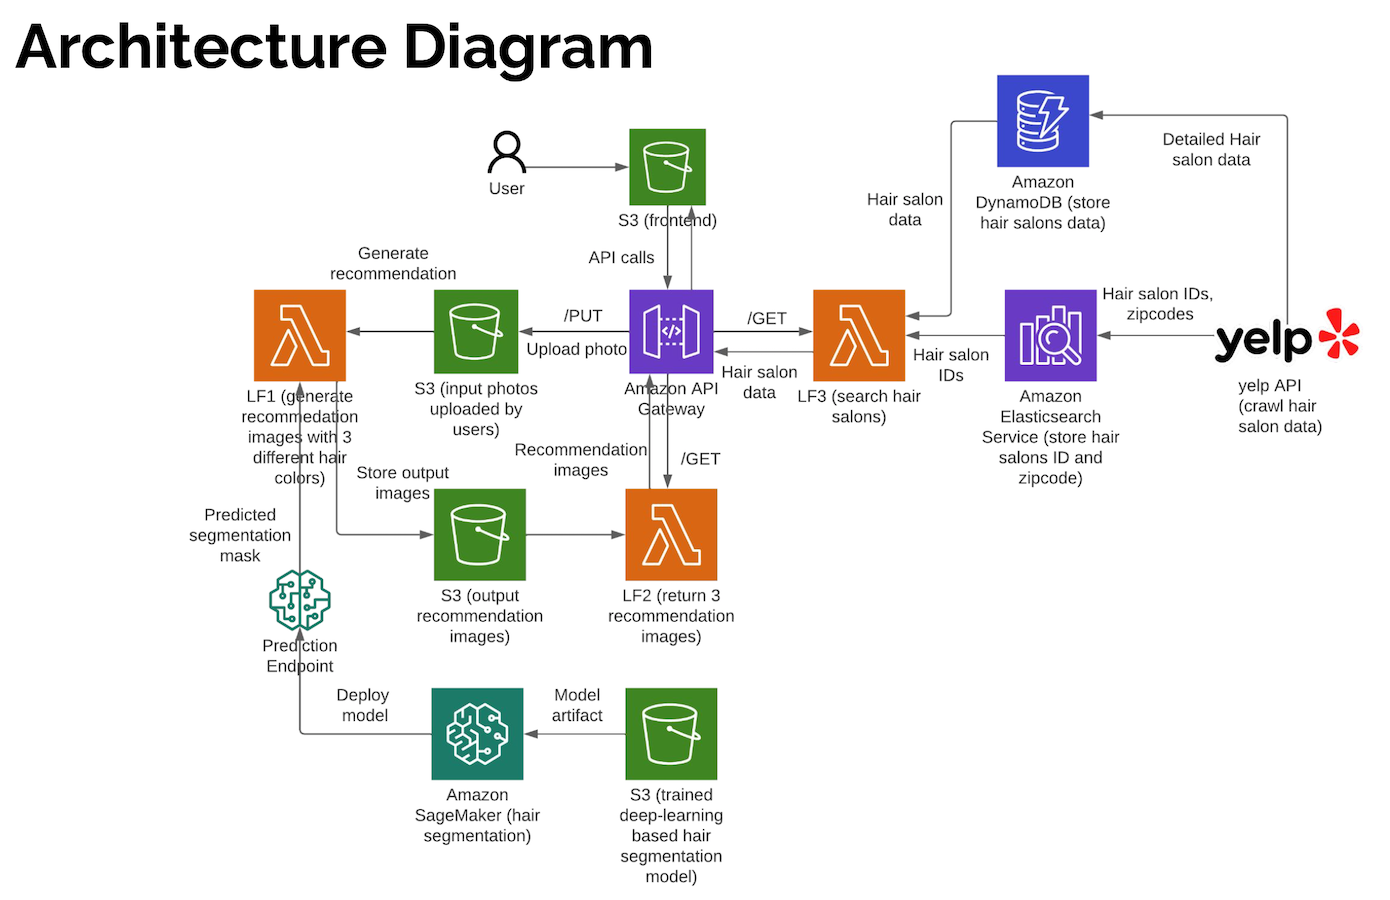 Architecture Diagram
User
S3 (frontend)
API calls
Generate
recommendation
/PUT
Upload photo
/GET
Hair salon
data
Amazon
DynamoDB (store
hair salons data)
Detailed Hair
salon data
Hair salon
data
Hair salon IDs,
zipcodes
Hair salon
IDs
yelp
yelp API
(crawl hair
salon data)
LF1 (generate
recommedation
images with 3
different hair
colors)
S3 (input photos
uploaded by
users)
Amazon API
Gateway
LF3 (search hair
salons)
Amazon
Elasticsearch
Service (store hair
salons ID and
zipcode)
Recommendation
images
/GET
Store output
images
Predicted
segmentation
mask
S3 (output
recommendation
images)
LF2 (return 3
recommendation
images)
Prediction
Endpoint
Deploy
model
Model
artifact
Amazon
SageMaker (hair
segmentation)
S3 (trained
deep-learning
based hair
segmentation
model)